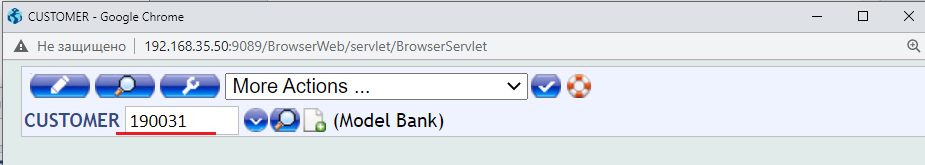 CUSTOMER - Google Chrome
Не защищено 192.168.35.50:9089/BrowserWeb/servlet/BrowserServlet
More Actions ...
CUSTOMER 190031 (Model Bank)